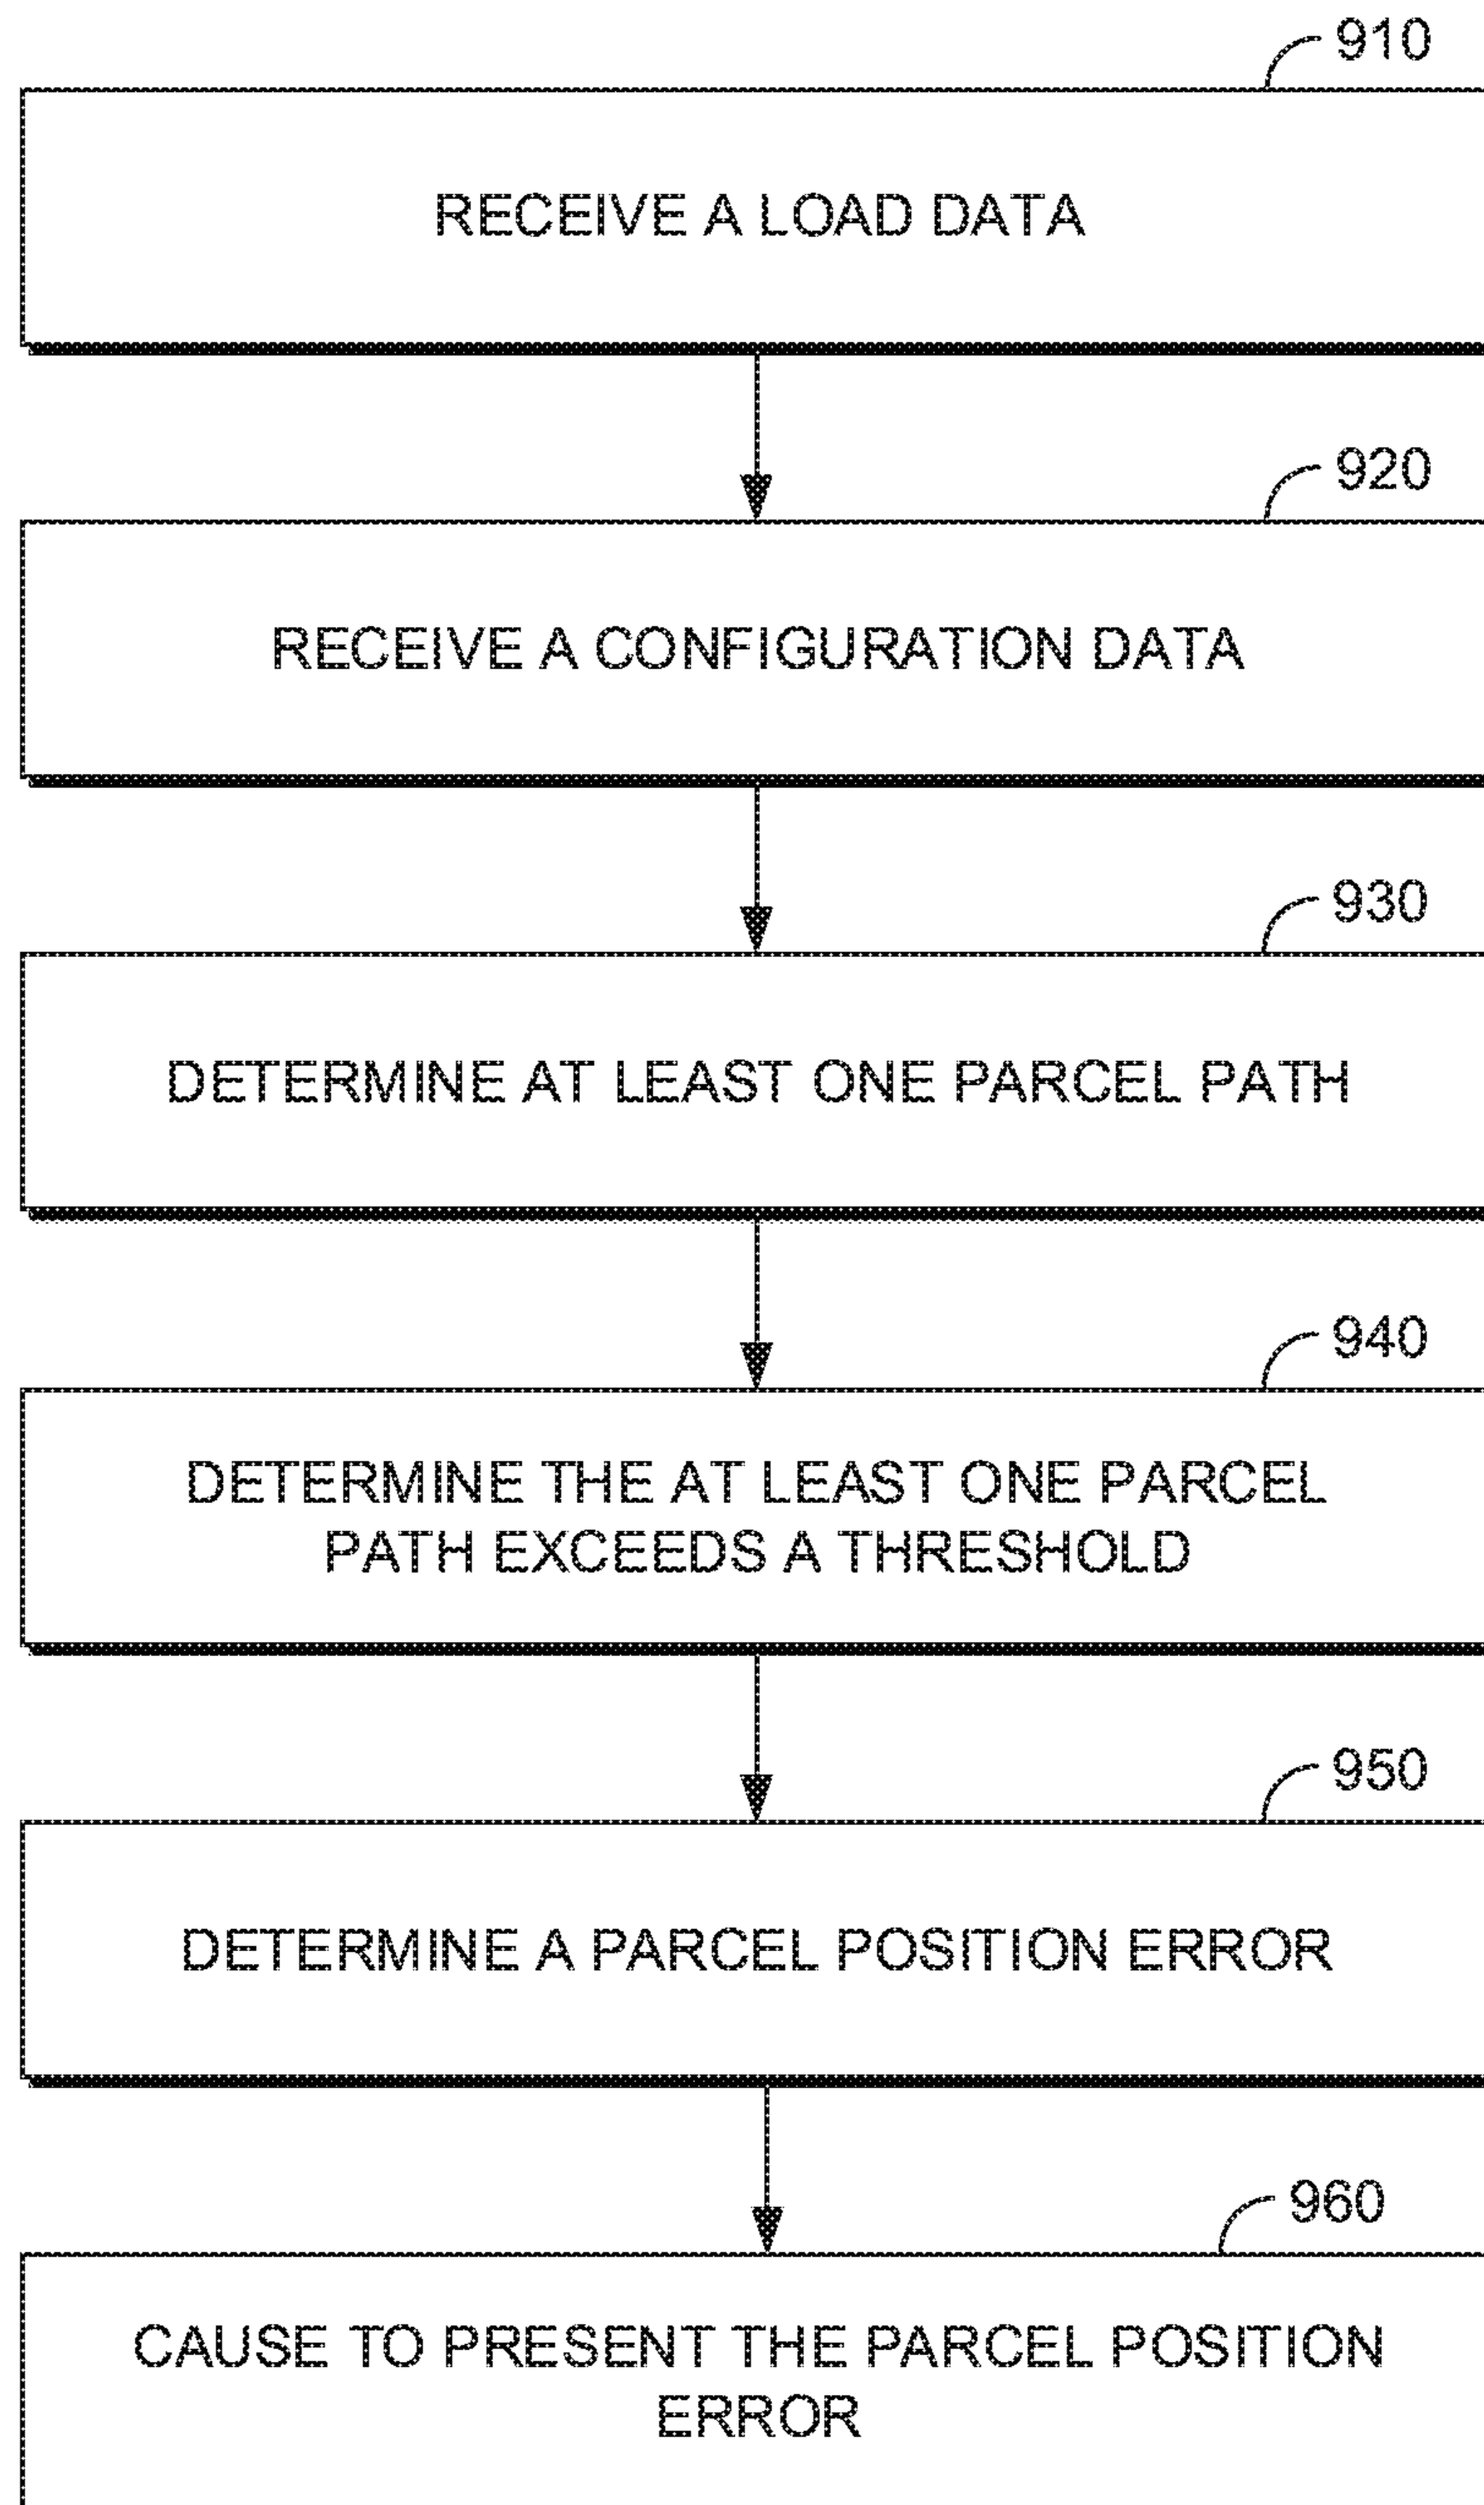 910
RECEIVE A LOAD DATA
920
RECEIVE A CONFIGURATION DATA
930
DETERMINE AT LEAST ONE PARCEL PATH
940
DETERMINE THE AT LEAST ONE PARCEL
PATH EXCEEDS A THRESHOLD
950
DETERMINE A PARCEL POSITION ERROR
960
CAUSE TO PRESENT THE PARCEL POSITION
ERROR